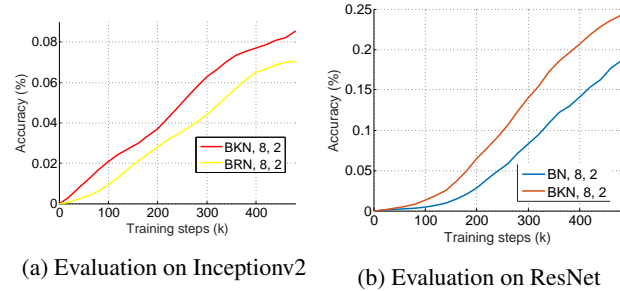 Accuracy (%)
0.08
0.06
0.04
0.02
0
0 100 200 300 400
Training steps (k)
BKN, 8, 2
BRN, 8, 2
(a) Evaluation on Inceptionv2
Accuracy (%)
0.25
0.2
0.15
0.1
0.05
0
0 100 200 300 400
Training steps (k)
BN, 8, 2
BKN, 8, 2
(b) Evaluation on ResNet